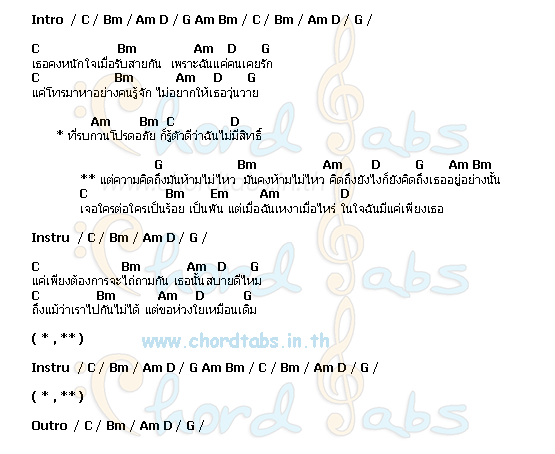 Intro / C / Bm / Am D / G Am Bm / C / Bm / Am D / G /
C Bm Am D G
เธอคงหนักใจเมื่อรับสายกัน เพราะฉันแค่คนเคยรัก
C Bm Am D G
แค่โทรมาหาอย่างคนรู้จัก ไม่อยากให้เธอวุ่นวาย
Am Bm C D
* ที่รบกวนโปรดอภัย ก็รู้ตัวดีว่าฉันไม่มีสิทธิ์
G Bm Am D G Am Bm
** แต่ความคิดถึงมันห้ามไม่ไหว มันคงห้ามไม่ไหว คิดถึงยังไงก็ยังคิดถึงเธออยู่อย่างนั้น
C Bm Em Am D
เจอใครต่อใครเป็นร้อย เป็นพัน แต่เมื่อฉันเหงาเมื่อไหร่ ในใจฉันมีแค่เพียงเธอ
Instru / C / Bm / Am D / G /
C Bm Am D G
แค่เพียงต้องการจะไถ่ถามกัน เธอนั้นสบายดีไหม
C Bm Am D G
ถึงแม้ว่าเราไปกันไม่ได้ แต่ขอห่วงใยเหมือนเดิม
( * , ** )
www.chordtabs.in.th
Instru / C / Bm / Am D / G Am Bm / C / Bm / Am D / G /
( * , ** )
Chord Tabs
Outro / C / Bm / Am D / G /